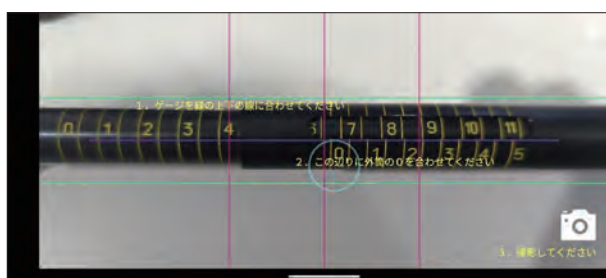 1. ゲージを緑の上下の線に合わせてください
0 1 2 3 4 6 7 8 9 10 11
0 1 2 3 4 5
2. この辺りに外筒の0を合わせてください
3. 撮影してください